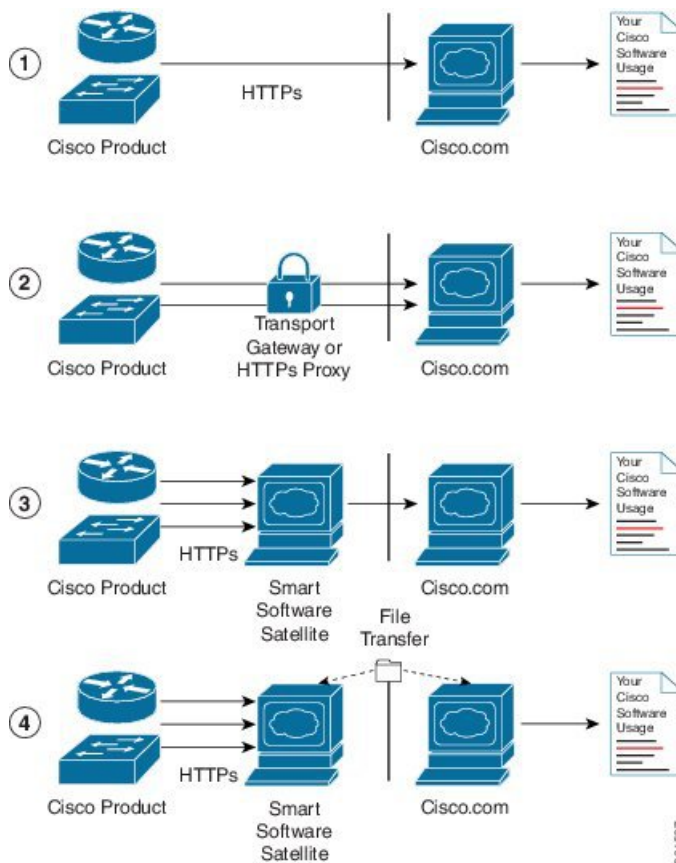 Your
Cisco
Software
Usage
1
HTTPs
Cisco Product
Cisco.com
Your
Cisco
Software
Usage
2
Transport
Gateway or
HTTPs Proxy
Cisco Product
Cisco.com
Your
Cisco
Software
Usage
3
HTTPs
Cisco Product
Smart
Software
Satellite
Cisco.com
File
Transfer
Your
Cisco
Software
Usage
4
HTTPs
Cisco Product
Smart
Software
Satellite
Cisco.com